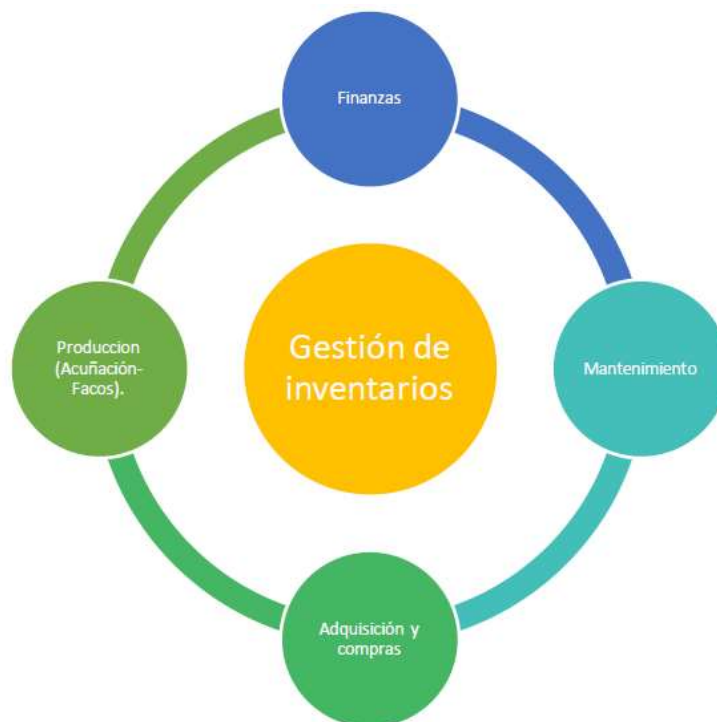 Finanzas
Produccion
(Acuñación-
Facos).
Gestión de
inventarios
Mantenimiento
Adquisición y
compras